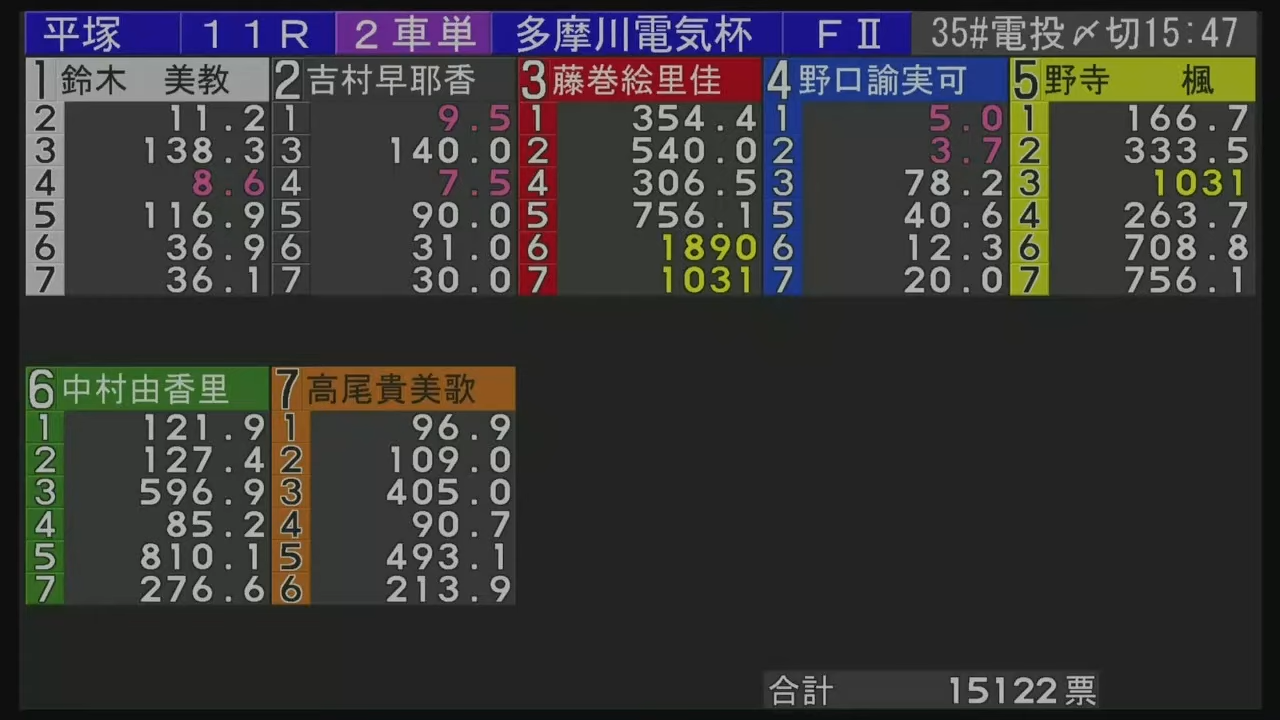 平塚 11R 2車単 多摩川電気杯 FⅡ 35#電投〆切15:47
1 鈴木 美教 2 吉村早耶香 3 藤巻絵里佳 4 野口諭実可 5 野寺 楓
2 11.2 1 9.5 1 354.4 1 5.0 1 166.7
3 138.3 3 140.0 2 540.0 2 3.7 2 333.5
4 8.6 4 7.5 4 306.5 3 78.2 3 1031
5 116.9 5 90.0 5 756.1 5 40.6 4 263.7
6 36.9 6 31.0 6 1890 6 12.3 6 708.8
7 36.1 7 30.0 7 1031 7 20.0 7 756.1
6 中村由香里 7 高尾貴美歌
1 121.9 1 96.9
2 127.4 2 109.0
3 596.9 3 405.0
4 85.2 4 90.7
5 810.1 5 493.1
7 276.6 6 213.9
合計 15122票